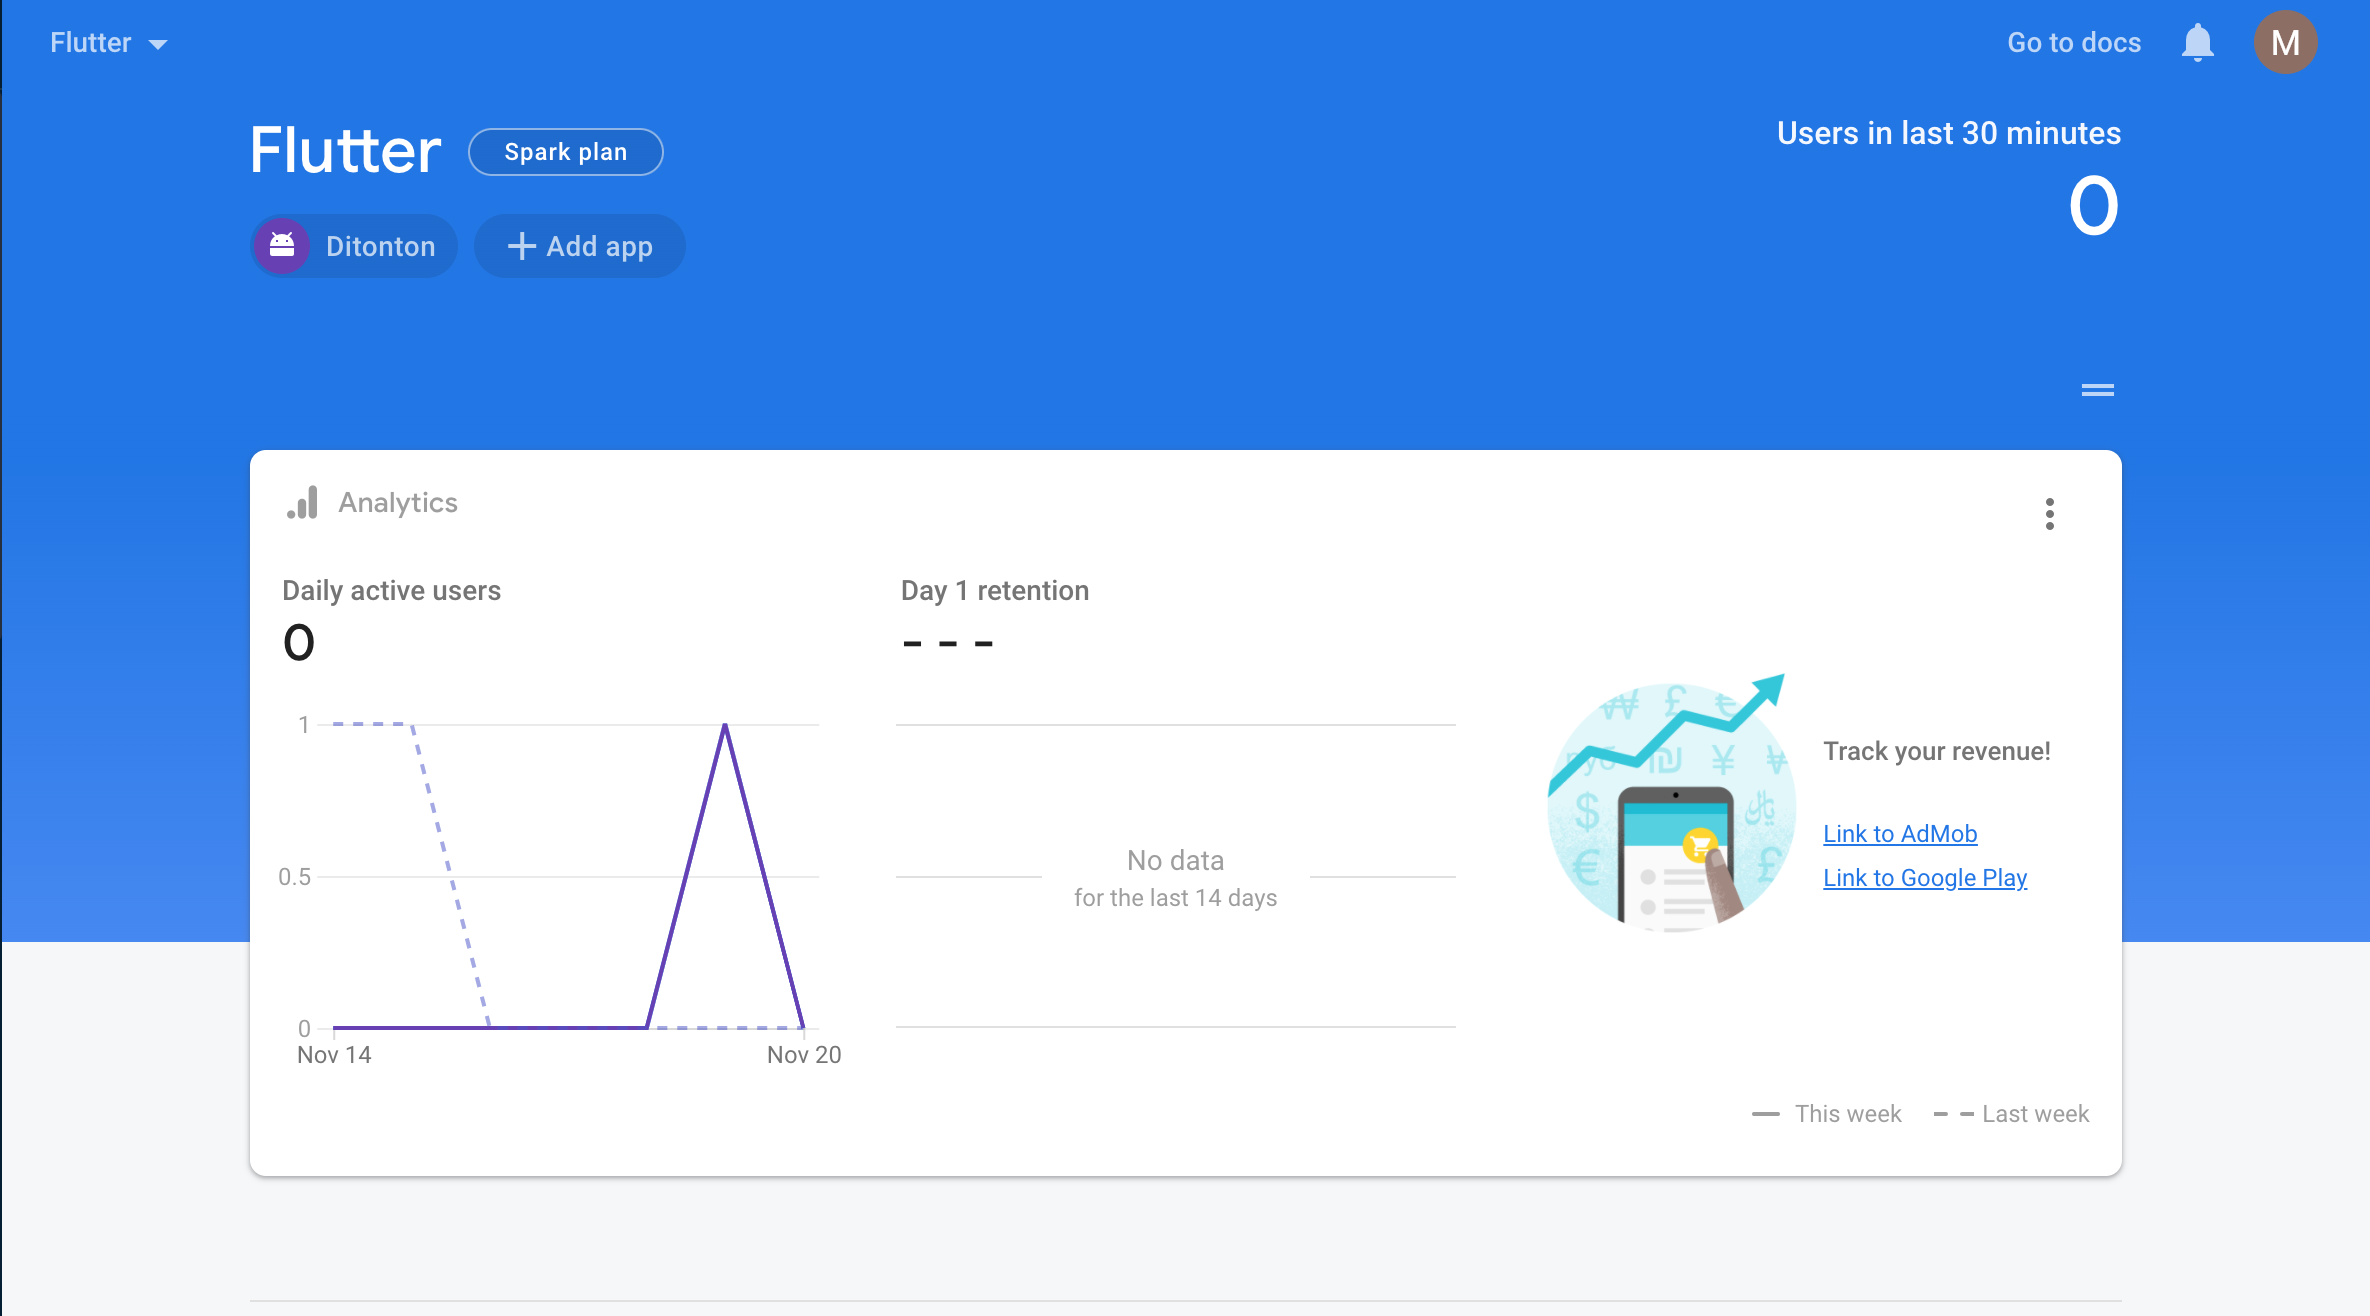 Flutter
Go to docs
M
Flutter
Spark plan
Users in last 30 minutes
0
Ditonton
Add app
Analytics
Daily active users
0
Day 1 retention
- - -
1
0.5
0
Nov 14
Nov 20
No data
for the last 14 days
Track your revenue!
Link to AdMob
Link to Google Play
This week
Last week